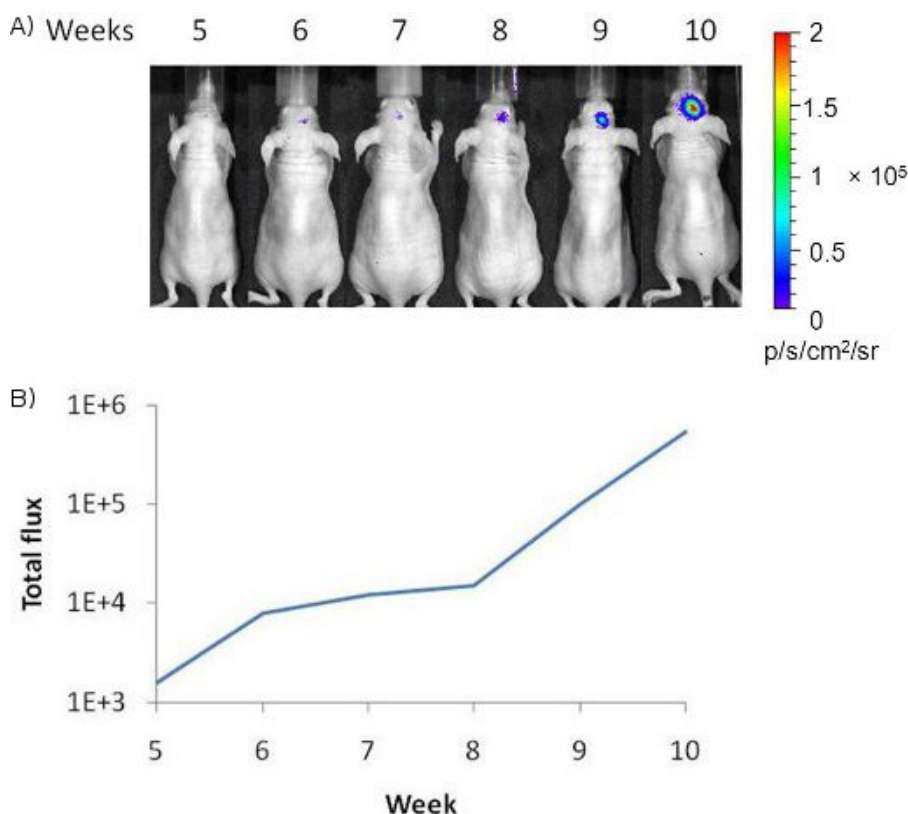 A) Weeks 5 6 7 8 9 10
2
1.5
1 × 10⁵
0.5
0
p/s/cm²/sr
B)
1E+6
1E+5
1E+4
1E+3
Total flux
5 6 7 8 9 10
Week